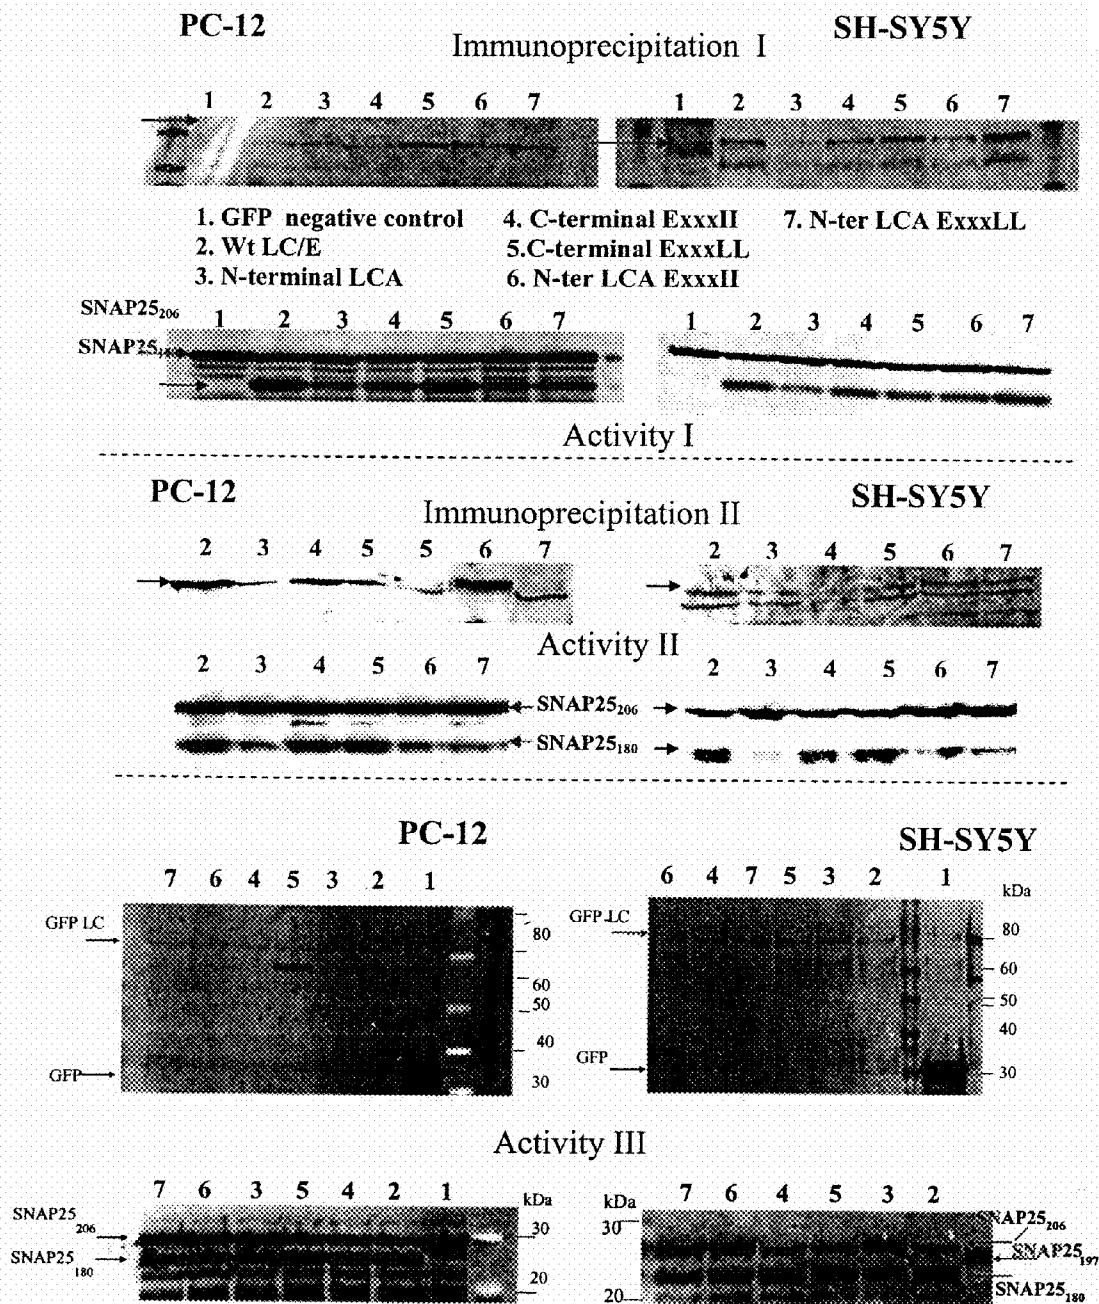 PC-12
SH-SY5Y
Immunoprecipitation I
1 2 3 4 5 6 7
1 2 3 4 5 6 7
1. GFP negative control 4. C-terminal ExxxII 7. N-ter LCA ExxxLL
2. Wt LC/E 5.C-terminal ExxxLL
3. N-terminal LCA 6. N-ter LCA ExxxII
SNAP25206
1 2 3 4 5 6 7
1 2 3 4 5 6 7
Activity I
PC-12
SH-SY5Y
Immunoprecipitation II
2 3 4 5 5 6 7
2 3 4 5 6 7
Activity II
2 3 4 5 6 7
2 3 4 5 6 7
SNAP25206
SNAP25180
PC-12
SH-SY5Y
7 6 4 5 3 2 1
6 4 7 5 3 2 1
kDa
GFP LC
80
60
50
40
30
GFP
GFP-LC
80
60
50
40
30
GFP
Activity III
7 6 3 5 4 2 1 kDa
SNAP25 206
SNAP25 180
30
20
kDa 7 6 4 5 3 2
30
20
SNAP25206
SNAP25197
SNAP25180